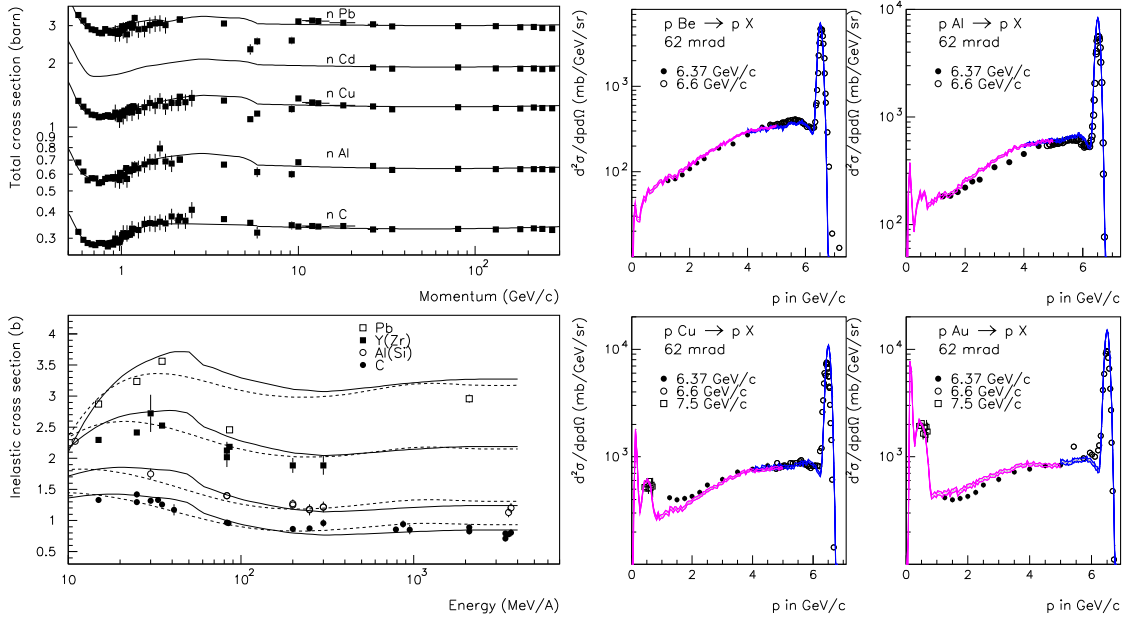 Total cross section (barn)
3
2
1
0.9
0.8
0.7
0.6
0.5
0.4
0.3
n Pb
n Cd
n Cu
n Al
n C
1
10
10²
Momentum (GeV/c)
Inelastic cross section (b)
4
3.5
3
2.5
2
1.5
1
0.5
Pb
Y(Zr)
Al(Si)
C
10
10²
10³
Energy (MeV/A)
d²σ/dpdΩ (mb/GeV/sr)
10³
10²
p Be → p X
62 mrad
6.37 GeV/c
6.6 GeV/c
0 2 4 6
p in GeV/c
d²σ/dpdΩ (mb/GeV/sr)
10⁴
10³
10²
p Al → p X
62 mrad
6.37 GeV/c
6.6 GeV/c
0 2 4 6
p in GeV/c
d²σ/dpdΩ (mb/GeV/sr)
10⁴
10³
p Cu → p X
62 mrad
6.37 GeV/c
6.6 GeV/c
7.5 GeV/c
0 2 4 6
p in GeV/c
d²σ/dpdΩ (mb/GeV/sr)
10⁴
10³
p Au → p X
62 mrad
6.37 GeV/c
6.6 GeV/c
7.5 GeV/c
0 2 4 6
p in GeV/c